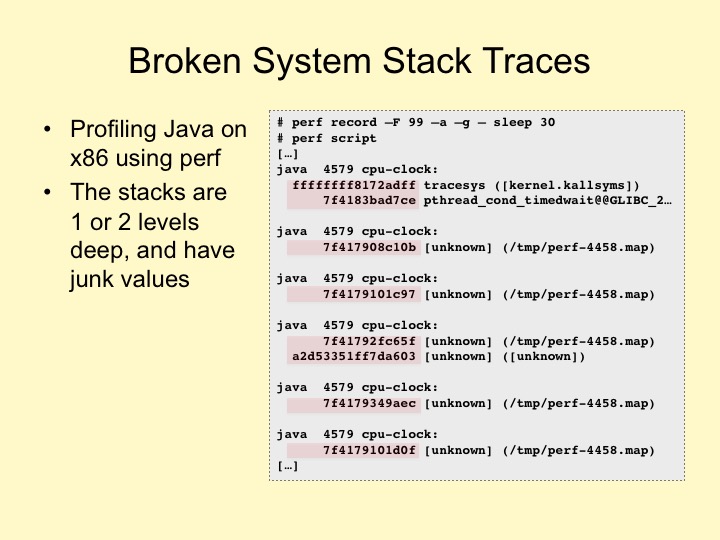 Broken System Stack Traces
• Profiling Java on
x86 using perf
• The stacks are
1 or 2 levels
deep, and have
junk values
# perf record –F 99 –a –g – sleep 30
# perf script
[…]
java  4579 cpu-clock:
  ffffffff8172adff tracesys ([kernel.kallsyms])
      7f4183bad7ce pthread_cond_timedwait@@GLIBC_2…
java  4579 cpu-clock:
      7f417908c10b [unknown] (/tmp/perf-4458.map)
java  4579 cpu-clock:
      7f4179101c97 [unknown] (/tmp/perf-4458.map)
java  4579 cpu-clock:
      7f41792fc65f [unknown] (/tmp/perf-4458.map)
  a2d53351ff7da603 [unknown] ([unknown])
java  4579 cpu-clock:
      7f4179349aec [unknown] (/tmp/perf-4458.map)
java  4579 cpu-clock:
      7f4179101d0f [unknown] (/tmp/perf-4458.map)
[…]